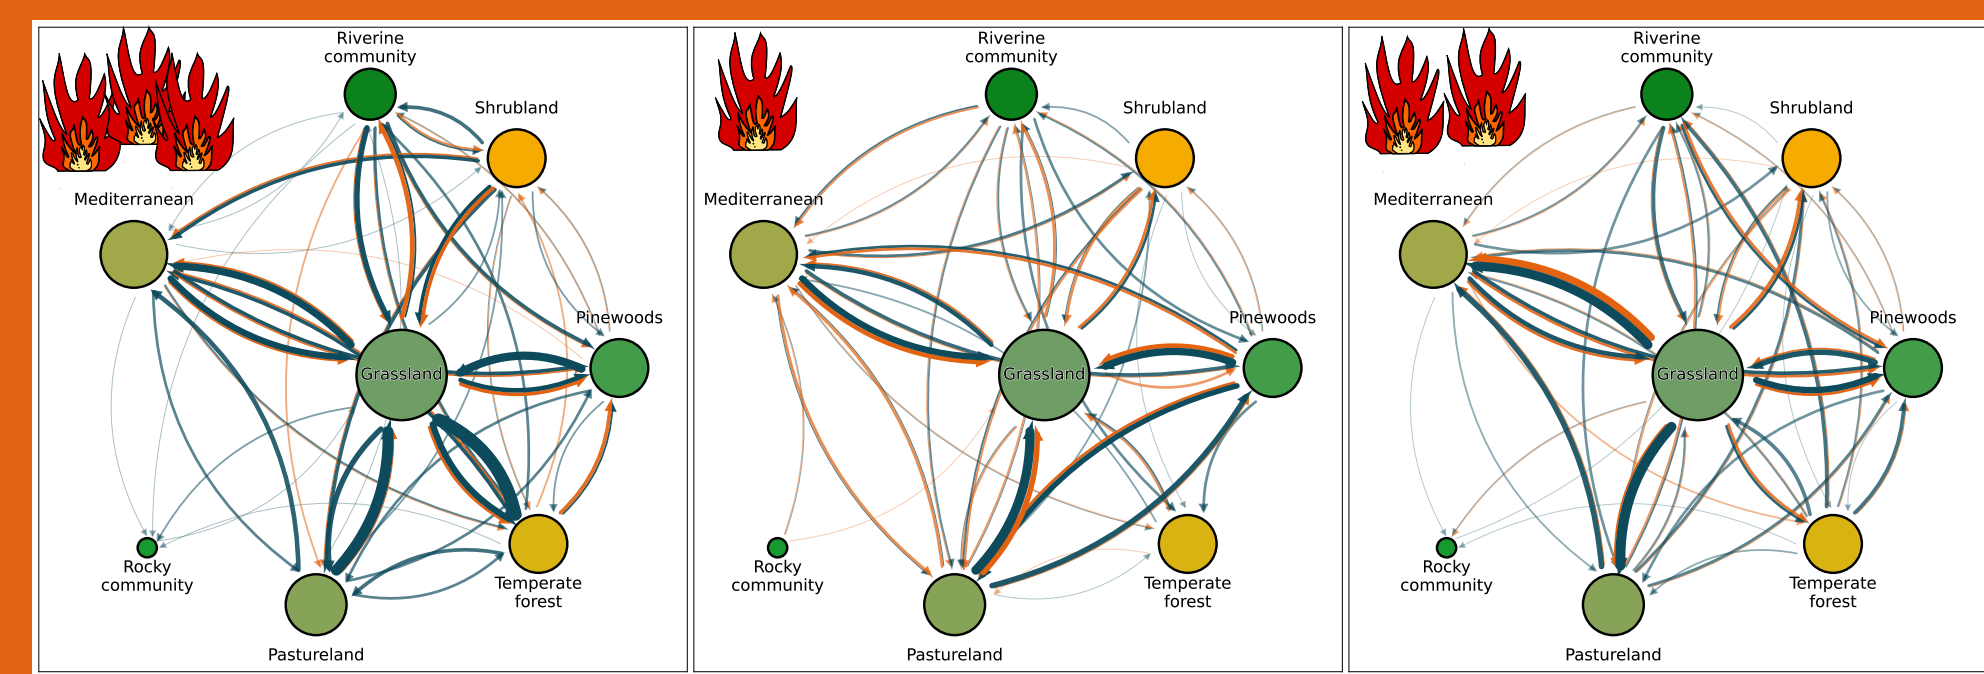 Riverine
community
Shrubland
Mediterranean
Pinewoods
Grassland
Rocky
community
Temperate
forest
Pastureland
Riverine
community
Shrubland
Mediterranean
Pinewoods
Grassland
Rocky
community
Temperate
forest
Pastureland
Riverine
community
Shrubland
Mediterranean
Pinewoods
Grassland
Rocky
community
Temperate
forest
Pastureland